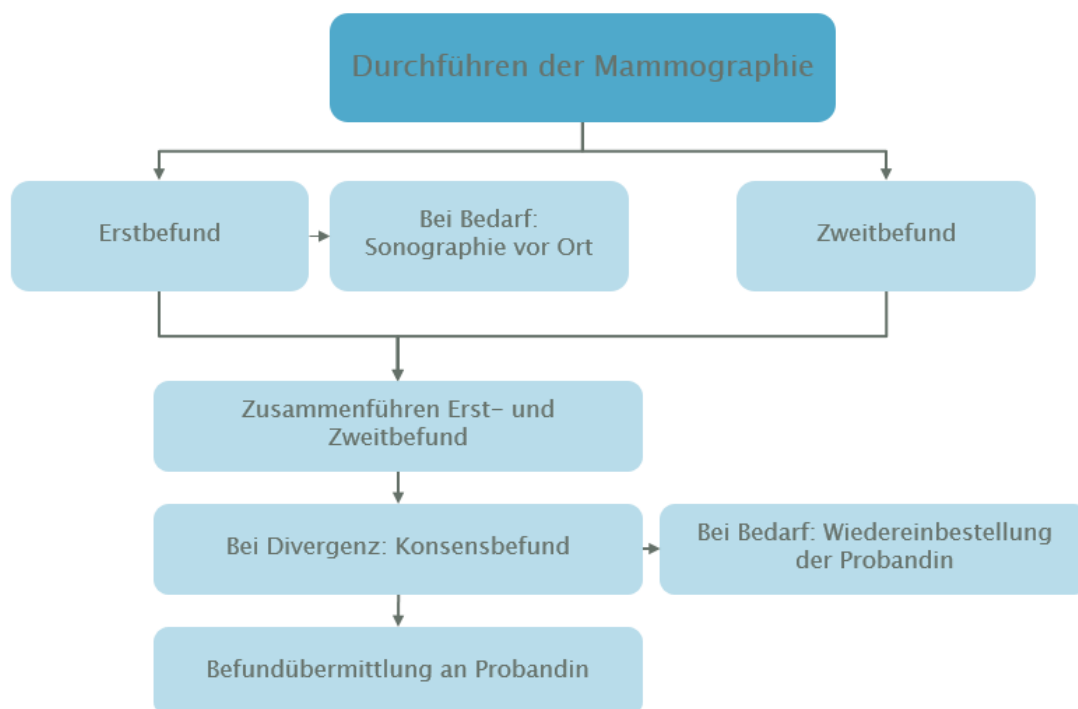 Durchführen der Mammographie
Erstbefund
Bei Bedarf:
Sonographie vor Ort
Zweitbefund
Zusammenführen Erst- und
Zweitbefund
Bei Divergenz: Konsensbefund
Bei Bedarf: Wiedereinbestellung
der Probandin
Befundübermittlung an Probandin